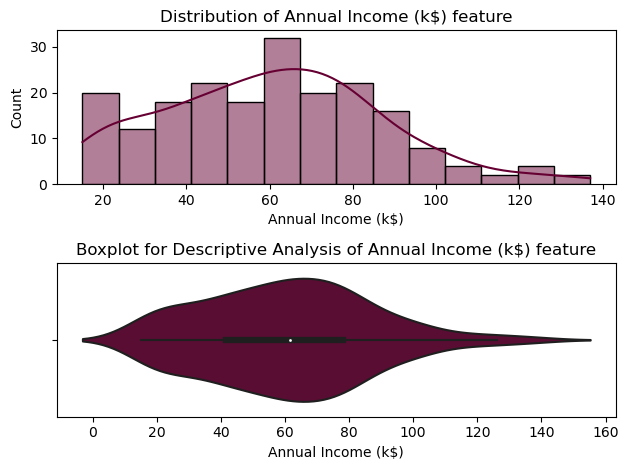 Distribution of Annual Income (k$) feature
30
20
10
0
Count
20 40 60 80 100 120 140
Annual Income (k$)
Boxplot for Descriptive Analysis of Annual Income (k$) feature
0 20 40 60 80 100 120 140 160
Annual Income (k$)